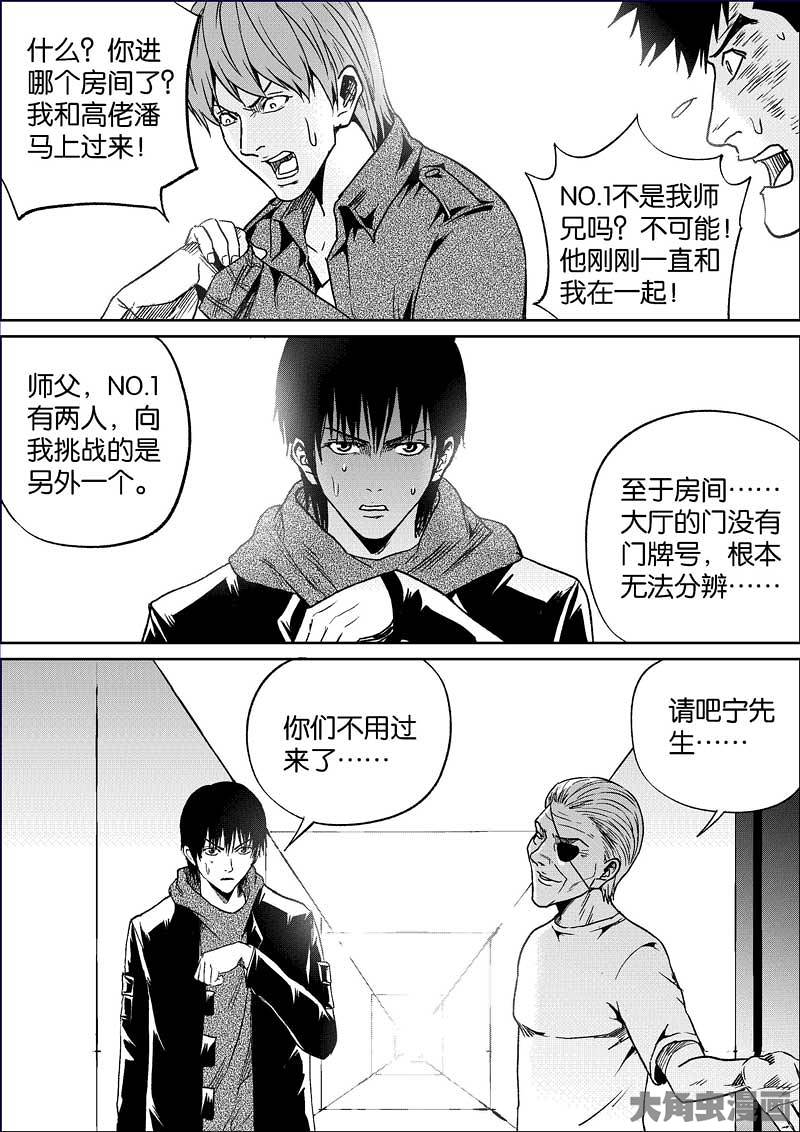 什么？你进
哪个房间了？
我和高佬潘
马上过来！
NO.1不是我师
兄吗？不可能！
他刚刚一直和
我在一起！
师父，NO.1
有两人，向
我挑战的是
另外一个。
至于房间……
大厅的门没有
门牌号，根本
无法分辨……
你们不用过
来了……
请吧宁先
生……
大角虫漫画